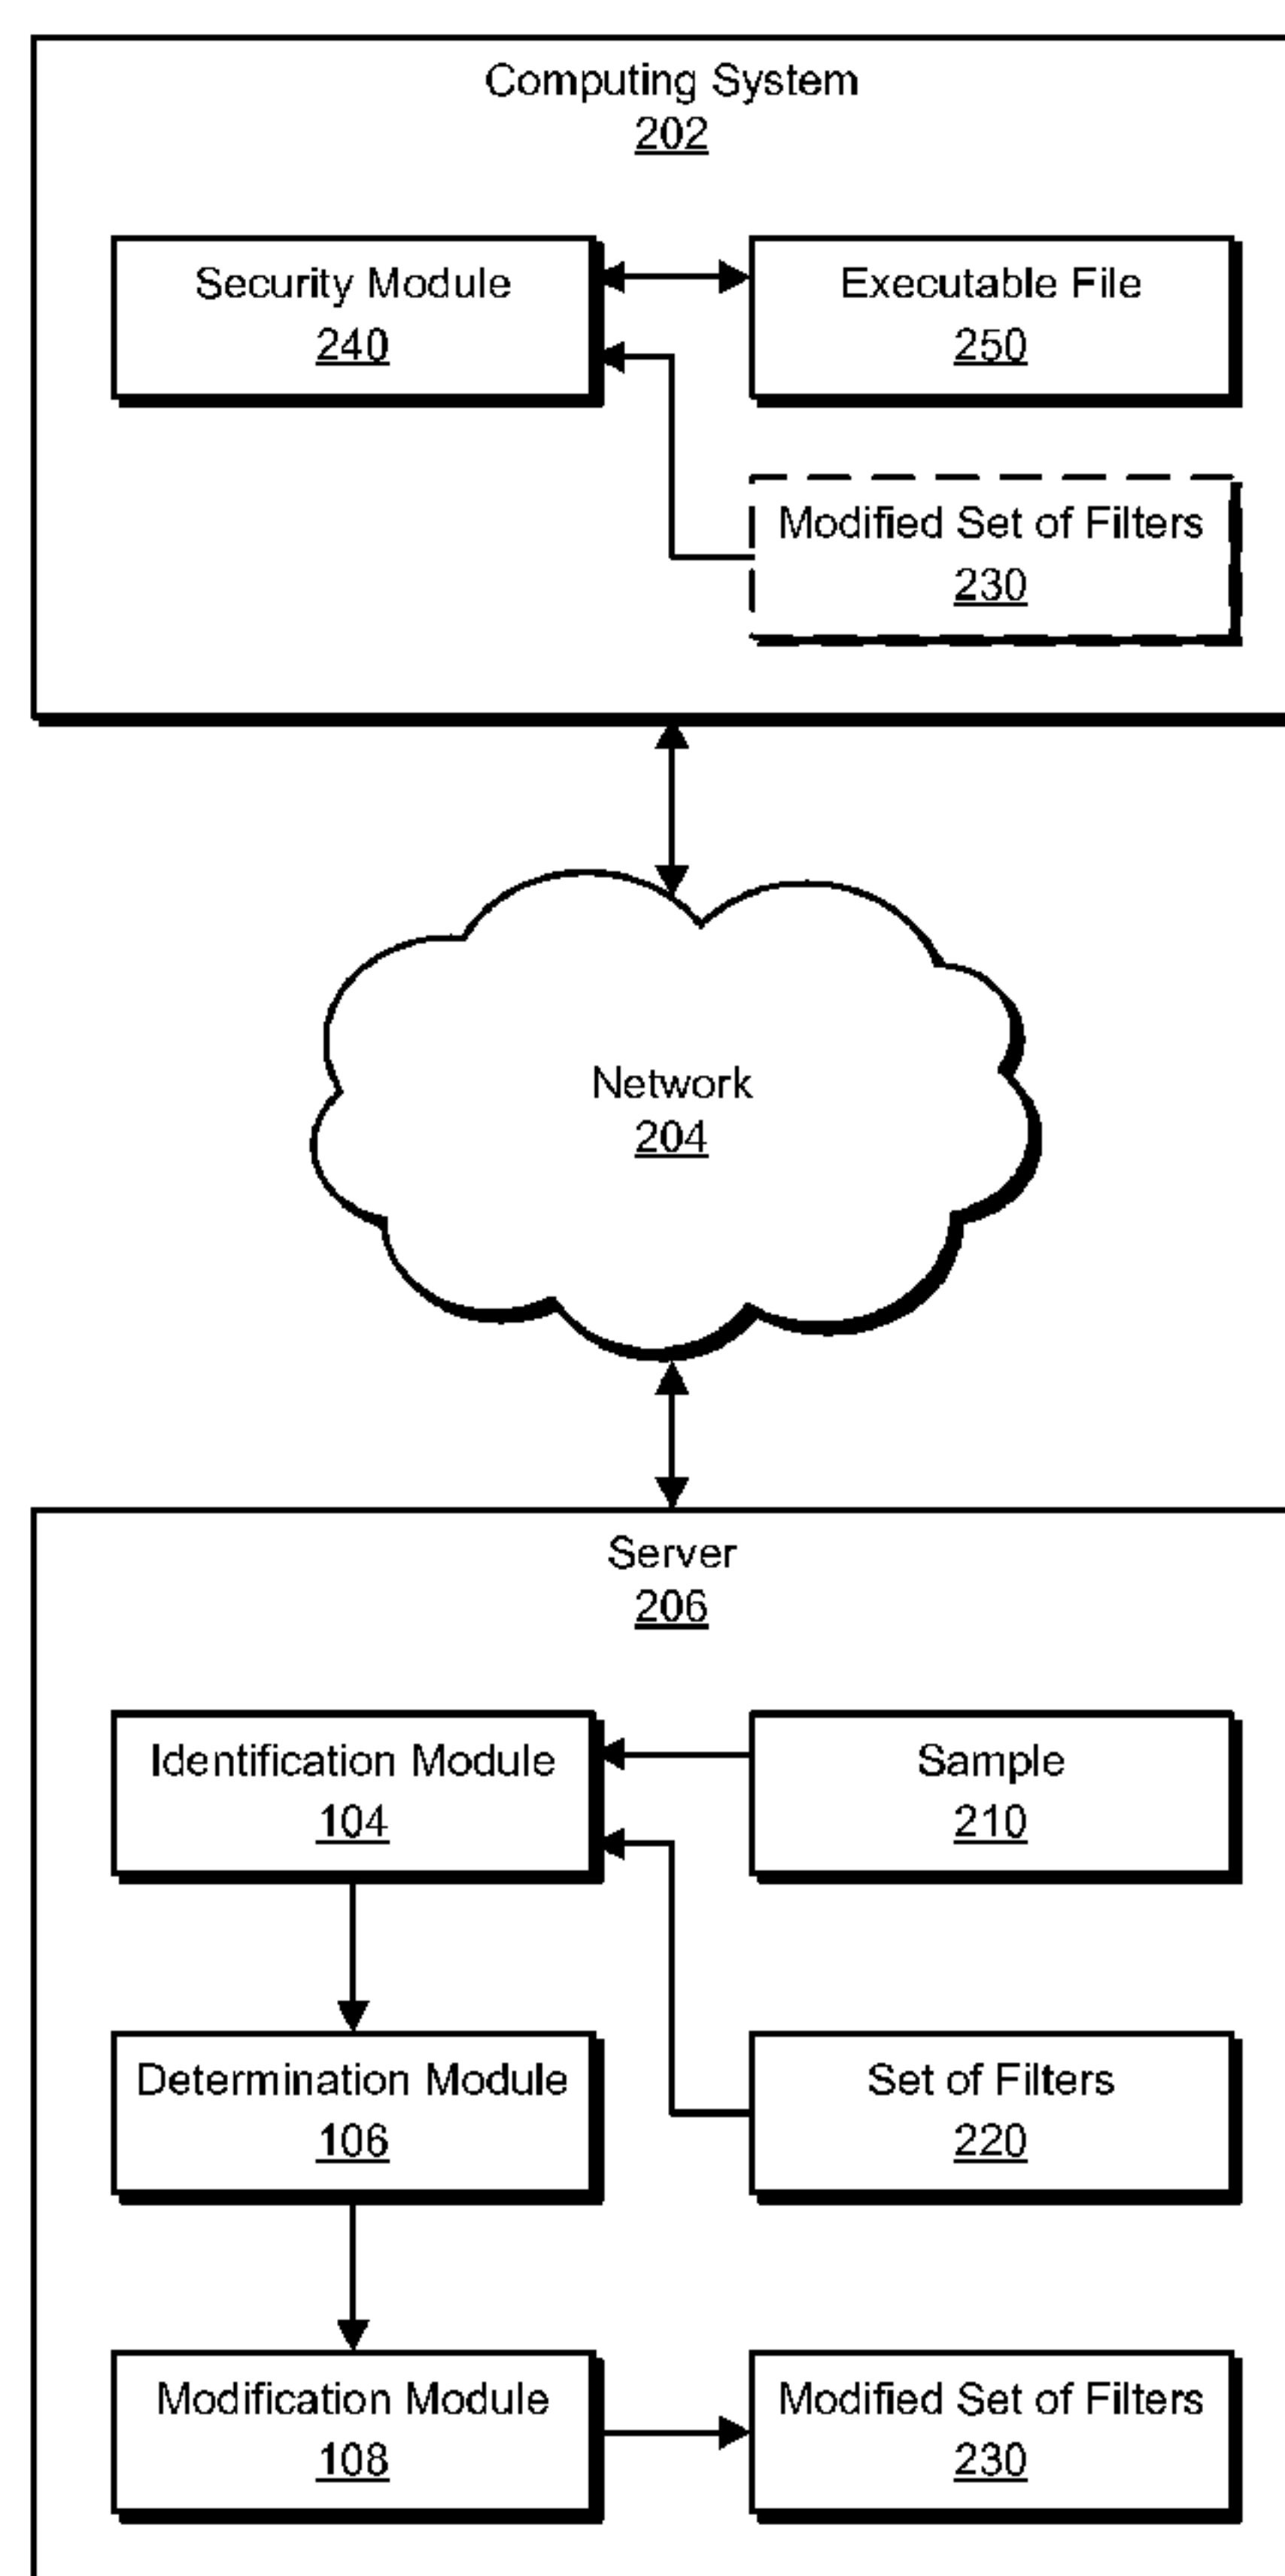 Computing System
202
Security Module
240
Executable File
250
Modified Set of Filters
230
Network
204
Server
206
Identification Module
104
Sample
210
Determination Module
106
Set of Filters
220
Modification Module
108
Modified Set of Filters
230